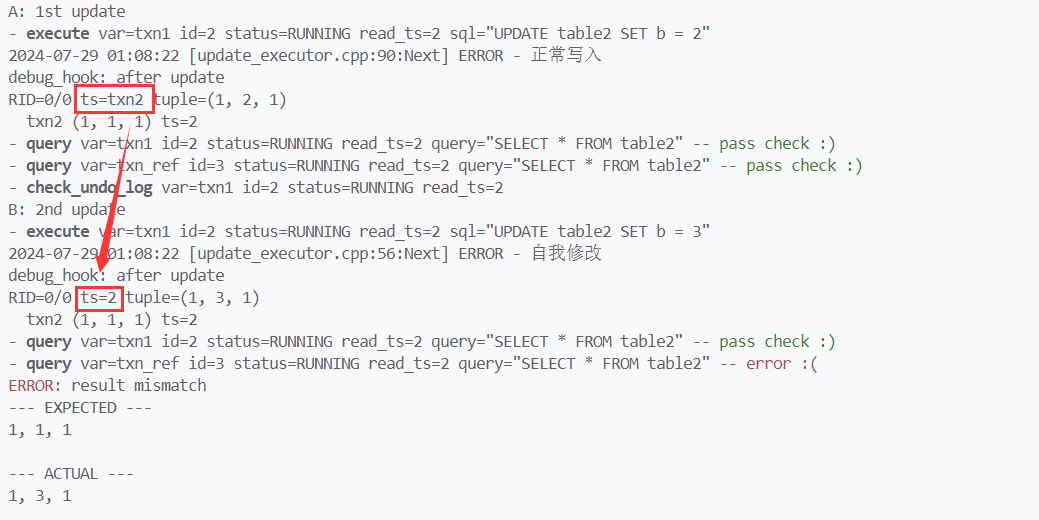 A: 1st update
- execute var=txn1 id=2 status=RUNNING read_ts=2 sql="UPDATE table2 SET b = 2"
2024-07-29 01:08:22 [update_executor.cpp:90:Next] ERROR - 正常写入
debug_hook: after update
RID=0/0 ts=txn2 tuple=(1, 2, 1)
  txn2 (1, 1, 1) ts=2
- query var=txn1 id=2 status=RUNNING read_ts=2 query="SELECT * FROM table2" -- pass check :)
- query var=txn_ref id=3 status=RUNNING read_ts=2 query="SELECT * FROM table2" -- pass check :)
- check_undo_log var=txn1 id=2 status=RUNNING read_ts=2
B: 2nd update
- execute var=txn1 id=2 status=RUNNING read_ts=2 sql="UPDATE table2 SET b = 3"
2024-07-29 01:08:22 [update_executor.cpp:56:Next] ERROR - 自我修改
debug_hook: after update
RID=0/0 ts=2 tuple=(1, 3, 1)
  txn2 (1, 1, 1) ts=2
- query var=txn1 id=2 status=RUNNING read_ts=2 query="SELECT * FROM table2" -- pass check :)
- query var=txn_ref id=3 status=RUNNING read_ts=2 query="SELECT * FROM table2" -- error :(
ERROR: result mismatch
--- EXPECTED ---
1, 1, 1
--- ACTUAL ---
1, 3, 1